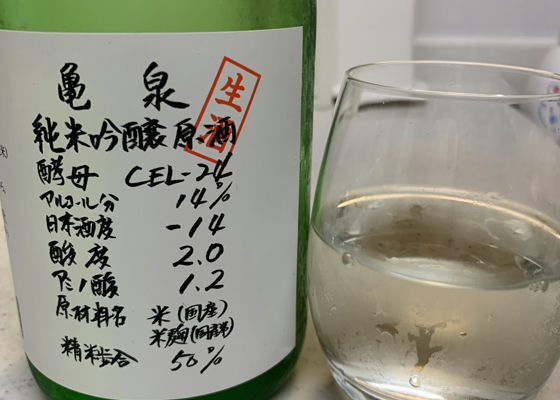 亀泉
生酒
純米吟醸原酒
酵母 CEL-24
アルコール分 14%
日本酒度 -14
酸度 2.0
アミノ酸 1.2
原材料名 米(国産)
米麹(国産米)
精米歩合 50%